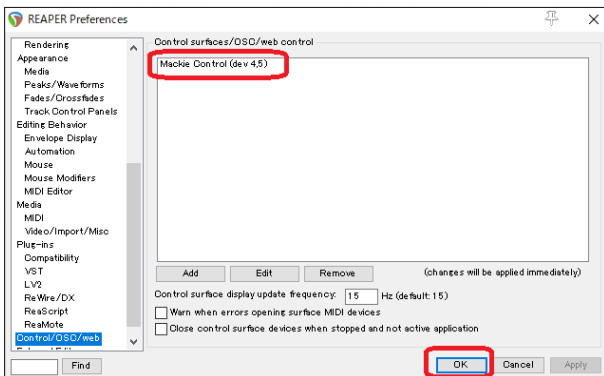 REAPER Preferences
Rendering
Appearance
Media
Peaks/Waveforms
Fades/Crossfades
Track Control Panels
Editing Behavior
Envelope Display
Automation
Mouse
Mouse Modifiers
MIDI Editor
Media
MIDI
Video/Import/Misc
Plug-ins
Compatibility
VST
LV2
ReWire/DX
ReaScript
ReaMote
Control/OSC/web
Find
Control surfaces/OSC/web control
Mackie Control (dev 4,5)
Add Edit Remove (changes will be applied immediately)
Control surface display update frequency: 15 Hz (default: 15)
Warn when errors opening surface MIDI devices
Close control surface devices when stopped and not active application
OK Cancel Apply